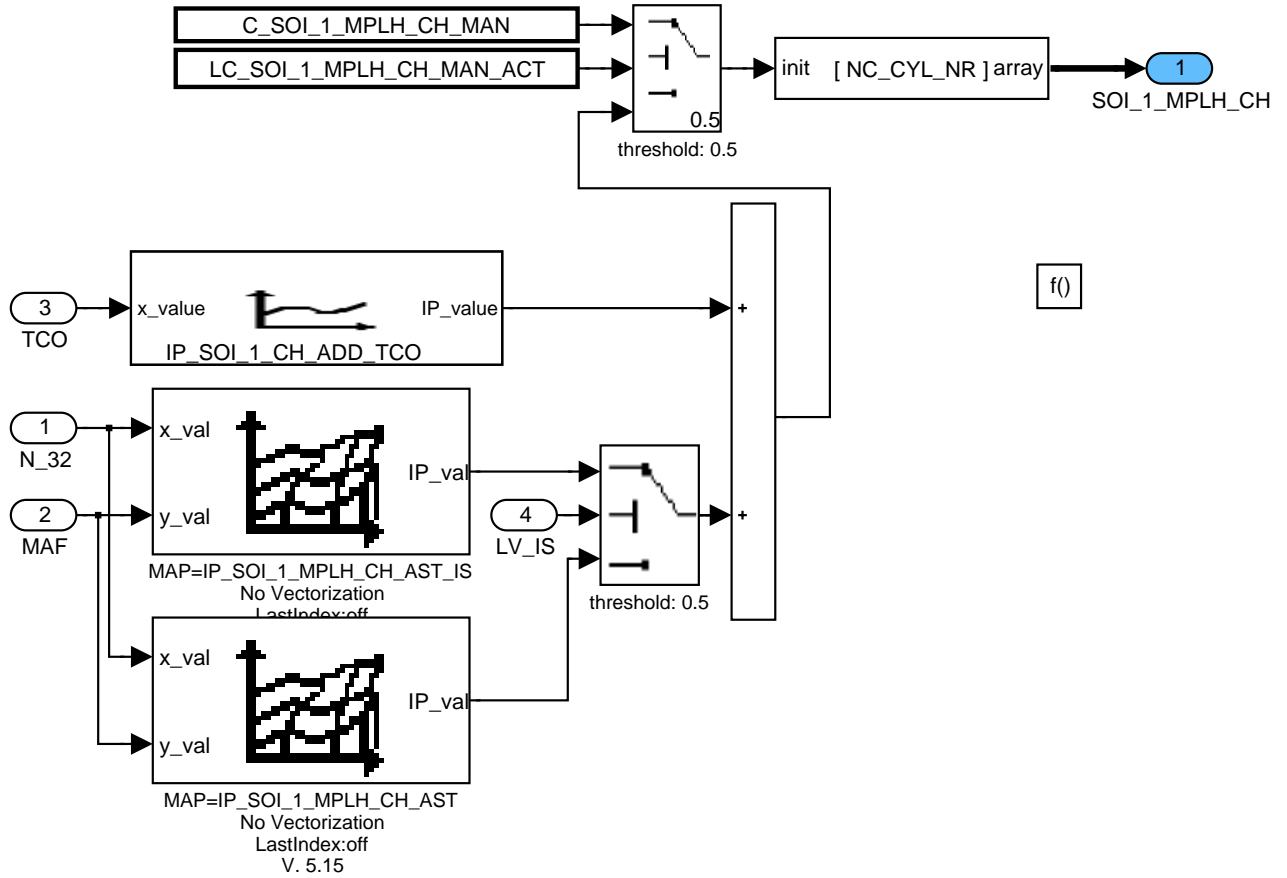 C_SOI_1_MPLH_CH_MAN
LC_SOI_1_MPLH_CH_MAN_ACT
0.5
threshold: 0.5
init [ NC_CYL_NR ] array
1
SOI_1_MPLH_CH
3
TCO
x_value
IP_value
IP_SOI_1_CH_ADD_TCO
+
f()
1
N_32
2
MAF
x_val
y_val
IP_val
MAP=IP_SOI_1_MPLH_CH_AST_IS
No Vectorization
LastIndex:off
4
LV_IS
threshold: 0.5
+
x_val
y_val
IP_val
MAP=IP_SOI_1_MPLH_CH_AST
No Vectorization
LastIndex:off
V. 5.15